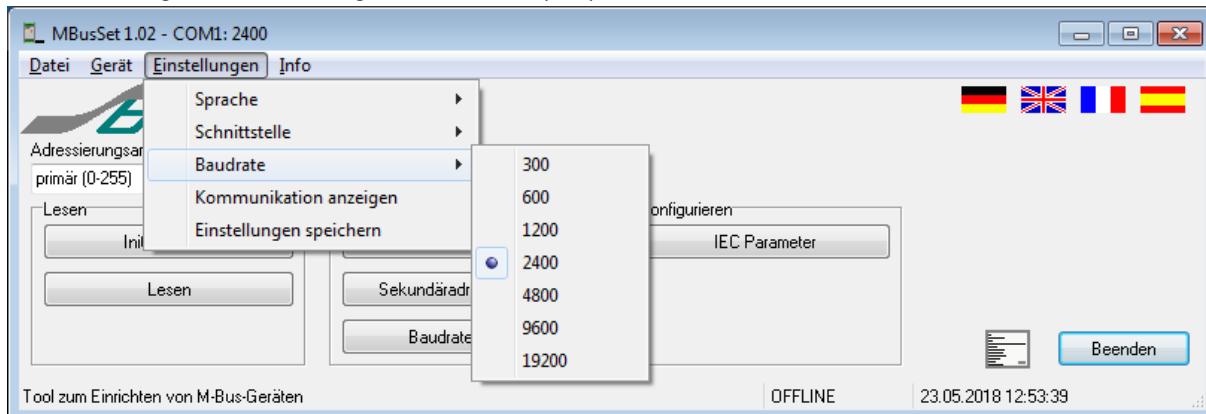 MBusSet 1.02 - COM1: 2400
Datei Gerät Einstellungen Info
Sprache
Schnittstelle
Baudrate
Kommunikation anzeigen
Einstellungen speichern
300
600
1200
2400
4800
9600
19200
primär (0-255)
Lesen
IEC Parameter
Lesen
Baudrate
Beenden
Tool zum Einrichten von M-Bus-Geräten OFFLINE 23.05.2018 12:53:39